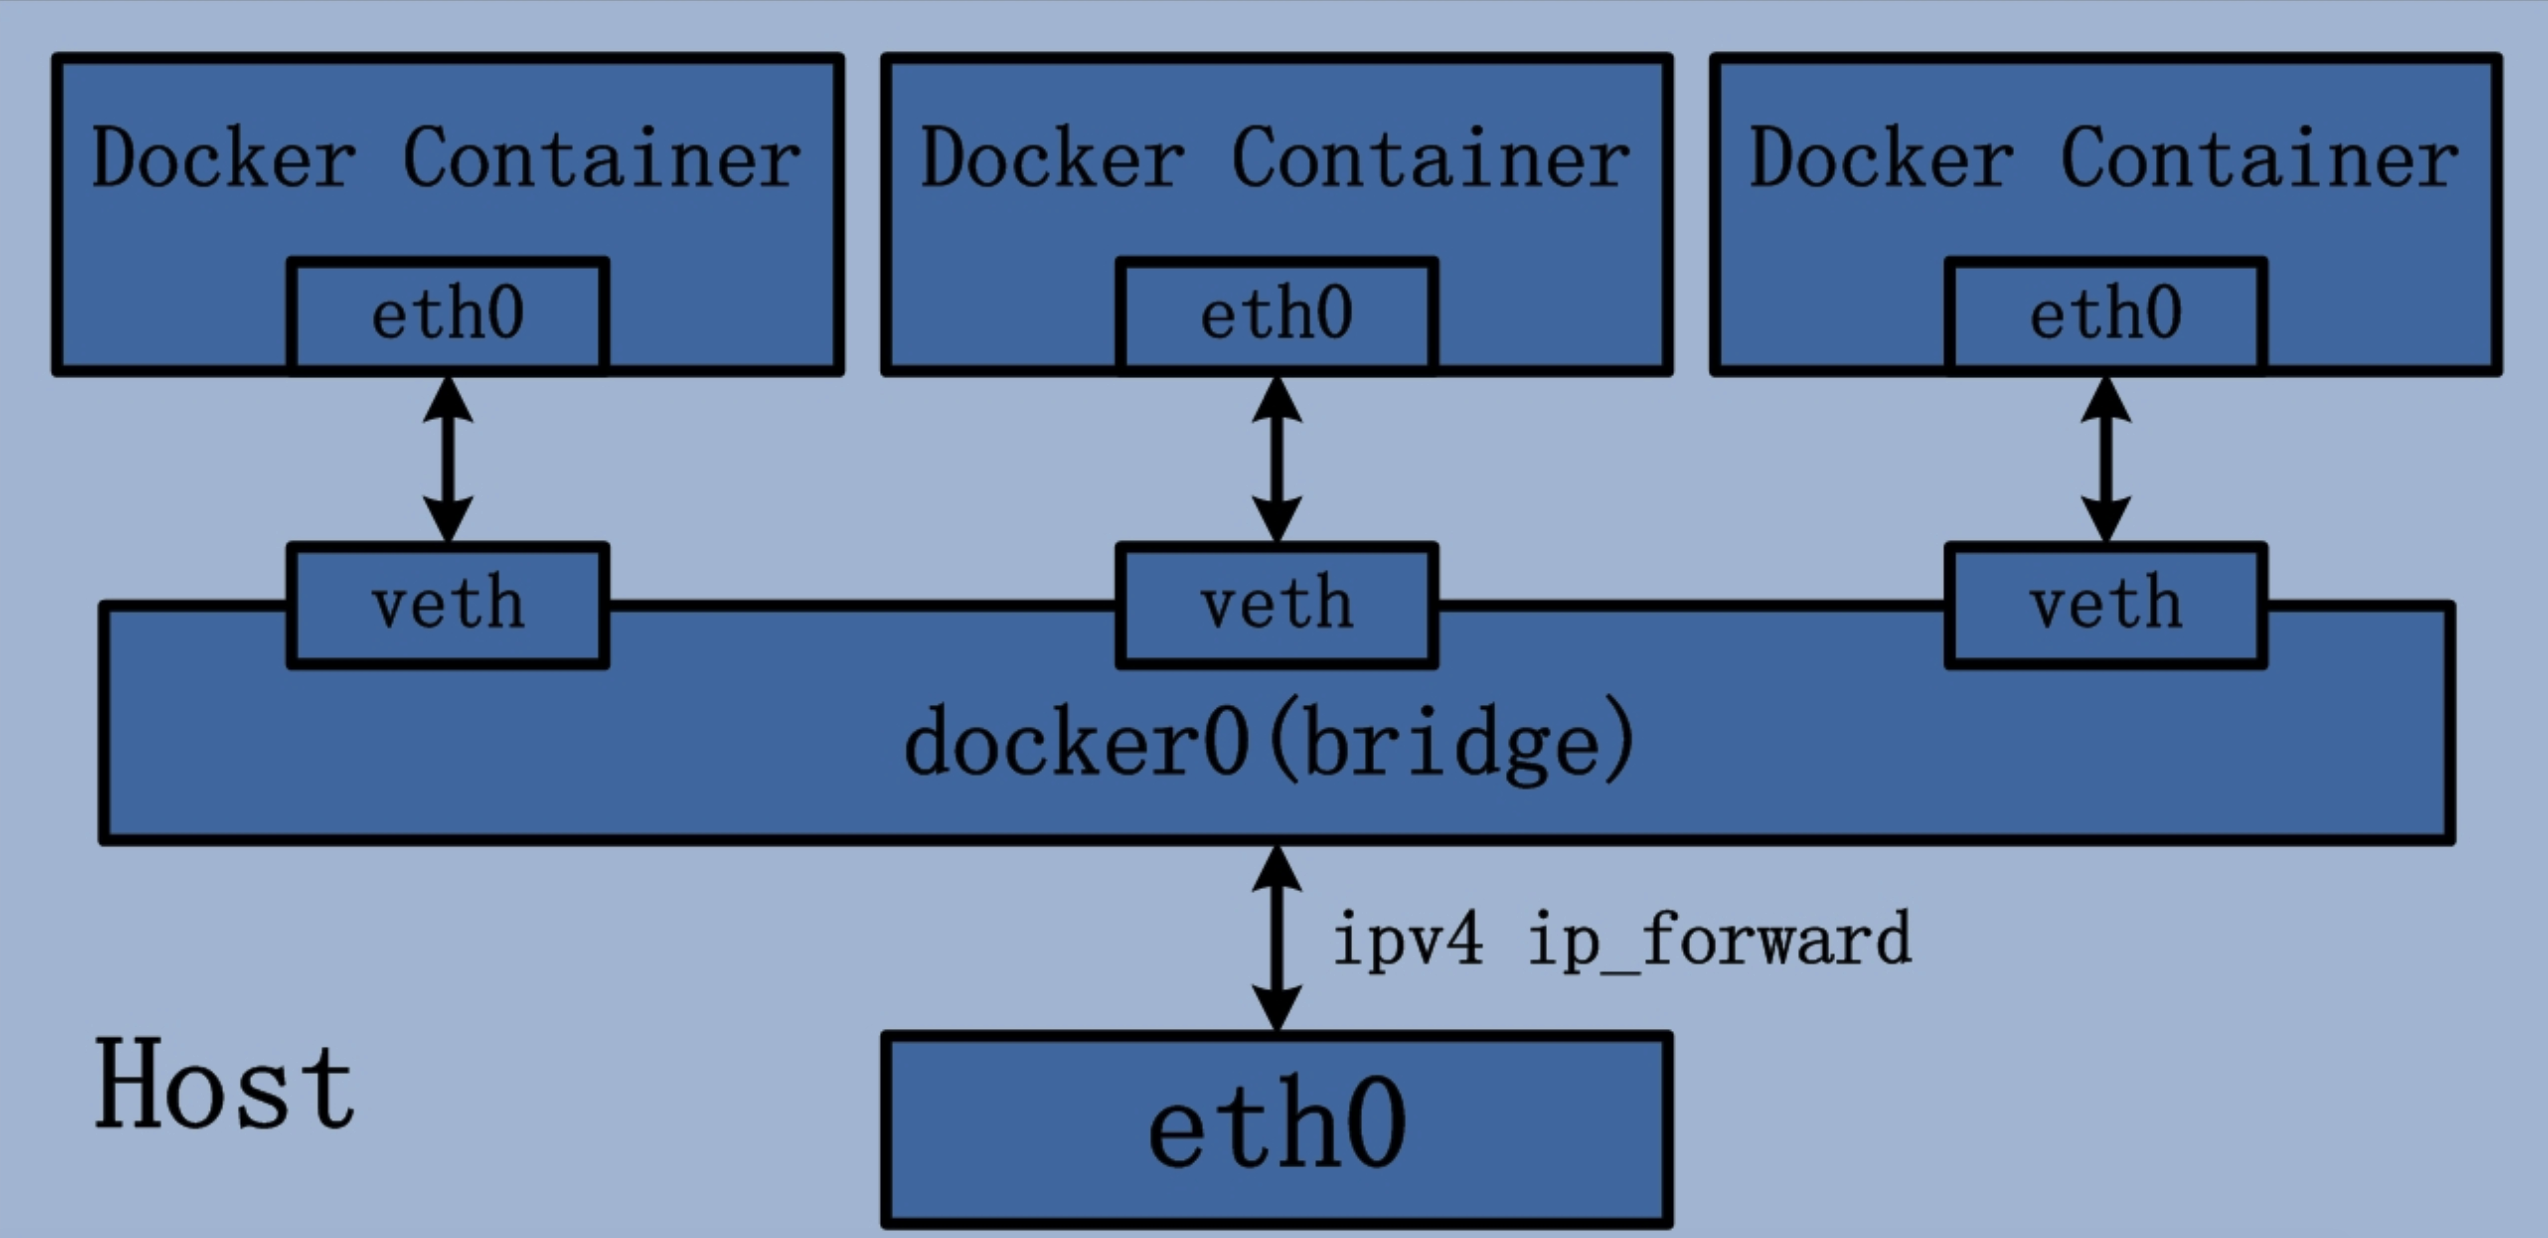 Docker Container
Docker Container
Docker Container
eth0
eth0
eth0
veth
veth
veth
docker0(bridge)
ipv4 ip_forward
Host
eth0